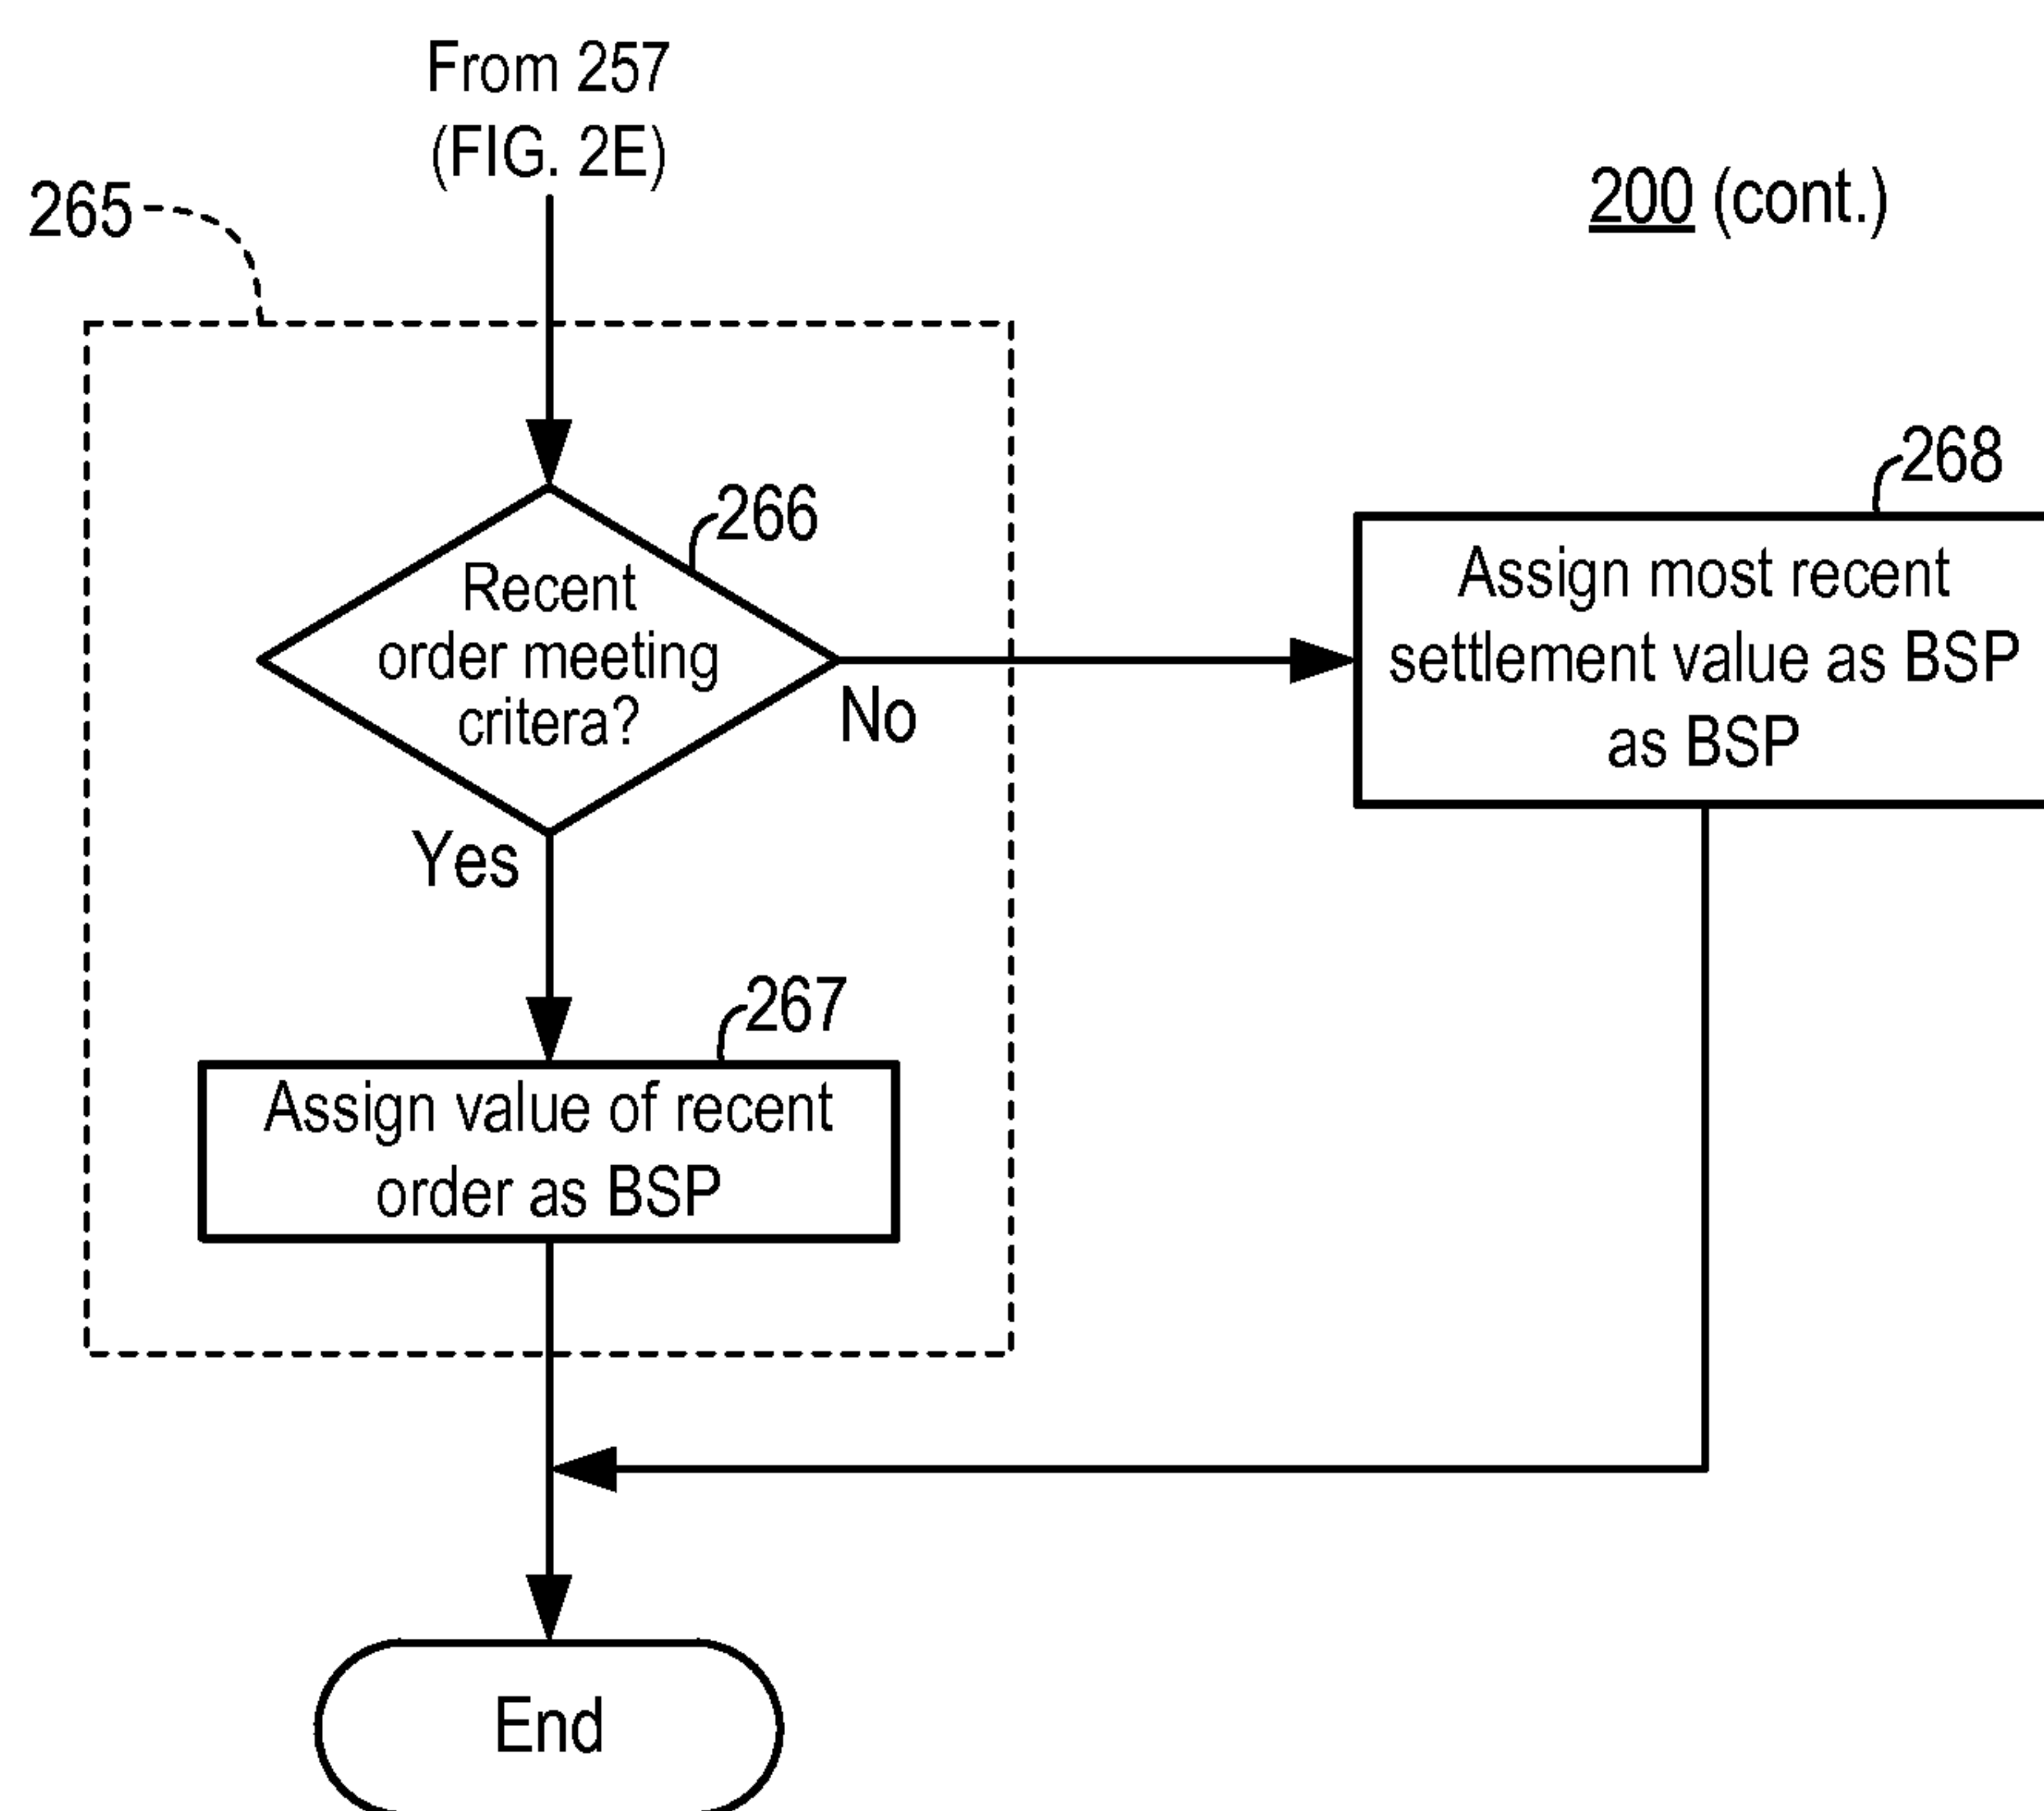 From 257
(FIG. 2E)
265
200 (cont.)
266
Recent
order meeting
critera?
No
268
Assign most recent
settlement value as BSP
as BSP
Yes
267
Assign value of recent
order as BSP
End